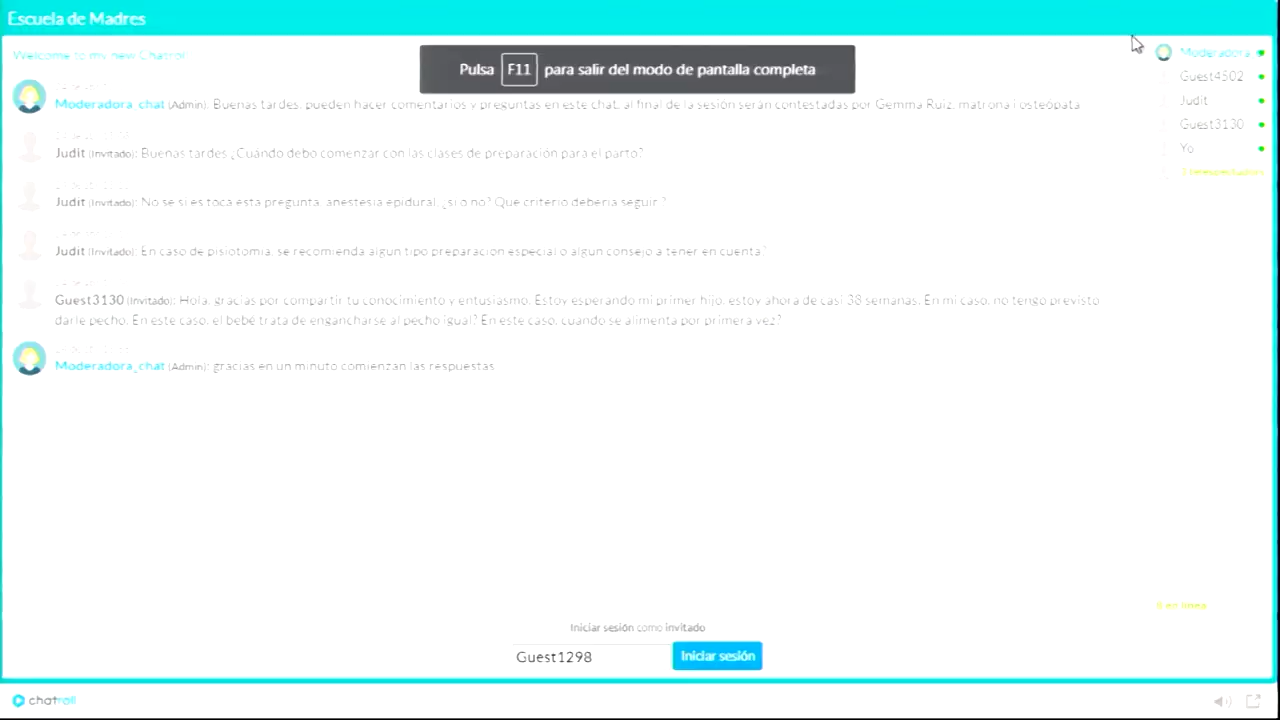 Escuela de Madres
Welcome to my new Chatroll
Pulsa F11 para salir del modo de pantalla completa
Moderadora_chat (Admin): Buenas tardes, pueden hacer comentarios y preguntas en este chat, al final de la sesión serán contestadas por Gemma Ruiz, matrona i osteópata
Judit (Invitado): Buenas tardes ¿Cuándo debo comenzar con las clases de preparación para el parto?
Judit (Invitado): No se si es toca esta pregunta: anestesia epidural, ¿si o no? Que criterio debería seguir ?
Judit (Invitado): En caso de pisiotomia, se recomienda algun tipo preparacion especial o algun consejo a tener en cuenta?
Guest3130 (Invitado): Hola, gracias por compartir tu conocimiento y entusiasmo. Estoy esperando mi primer hijo, estoy ahora de casi 38 semanas. En mi caso, no tengo previsto
darle pecho. En este caso, el bebé trata de engancharse al pecho igual? En este caso, cuando se alimenta por primera vez?
Moderadora_chat (Admin): gracias en un minuto comienzan las respuestas
Moderadora_
Guest4502
Judit
Guest3130
Yo
5 en línea
Iniciar sesión como invitado
Guest1298
Iniciar sesión
chatroll